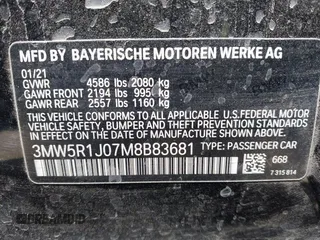 MFD BY BAYERISCHE MOTOREN WERKE AG
01/21
GVWR 4586 lbs 2080 kg
GAWR FRONT 2194 lbs 995 kg
GAWR REAR 2557 lbs 1160 kg
THIS VEHICLE CONFORMS TO ALL APPLICABLE
FEDERAL MOTOR VEHICLE SAFETY, BUMPER, AND
THEFT PREVENTION STANDARDS IN EFFECT ON THE
DATE OF MANUFACTURE SHOWN ABOVE.
3MW5R1J07M8B83681 TYPE: PASSENGER CAR
668
7 315 814